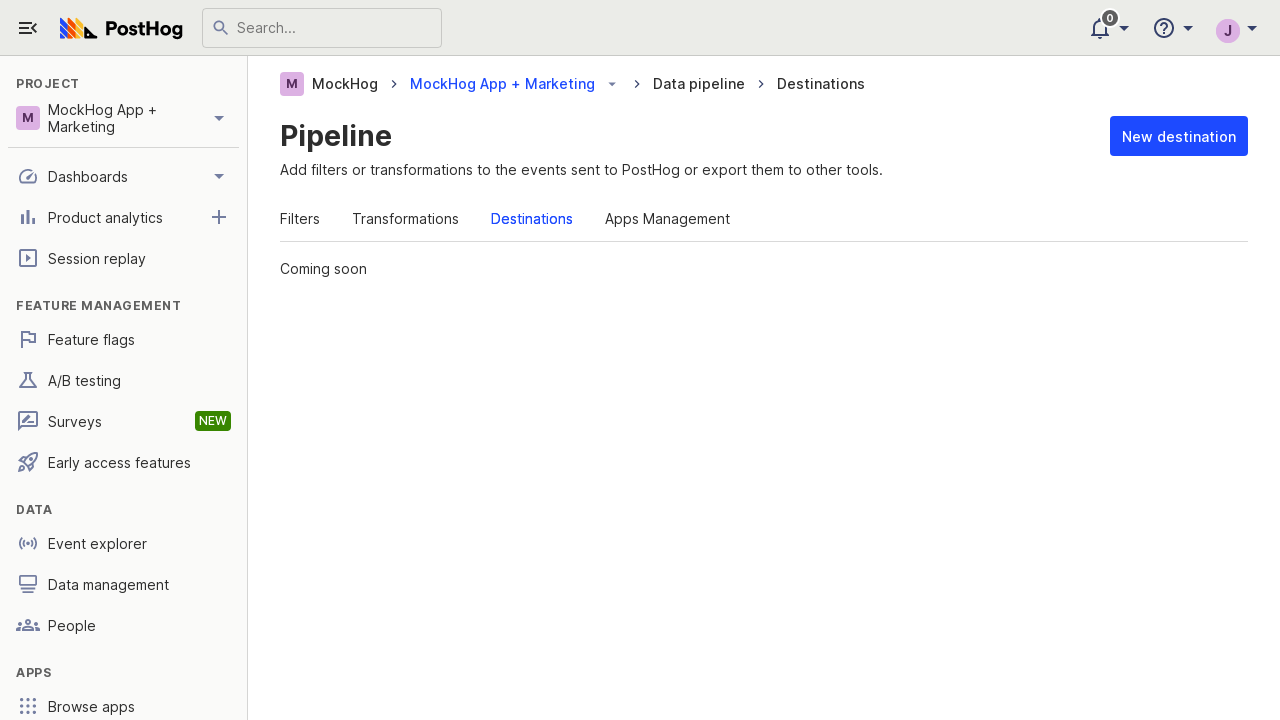 PostHog
Search...
0
J
PROJECT
M
MockHog App +
Marketing
Dashboards
Product analytics
Session replay
FEATURE MANAGEMENT
Feature flags
A/B testing
Surveys
NEW
Early access features
DATA
Event explorer
Data management
People
APPS
Browse apps
M MockHog > MockHog App + Marketing > Data pipeline > Destinations
Pipeline
New destination
Add filters or transformations to the events sent to PostHog or export them to other tools.
Filters Transformations Destinations Apps Management
Coming soon